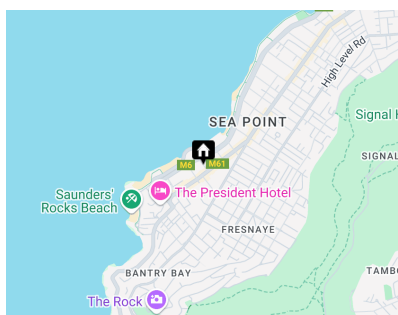 High Level Rd
SEA POINT
Signal H
M6
M61
SIGNAL
Saunders'
Rocks Beach
The President Hotel
FRESNAYE
BANTRY BAY
TAMBO
The Rock